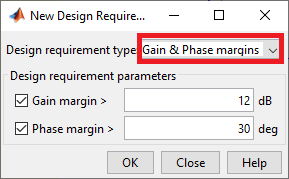 New Design Require...
Design requirement type: Gain & Phase margins
Design requirement parameters
Gain margin > 12 dB
Phase margin > 30 deg
OK Close Help